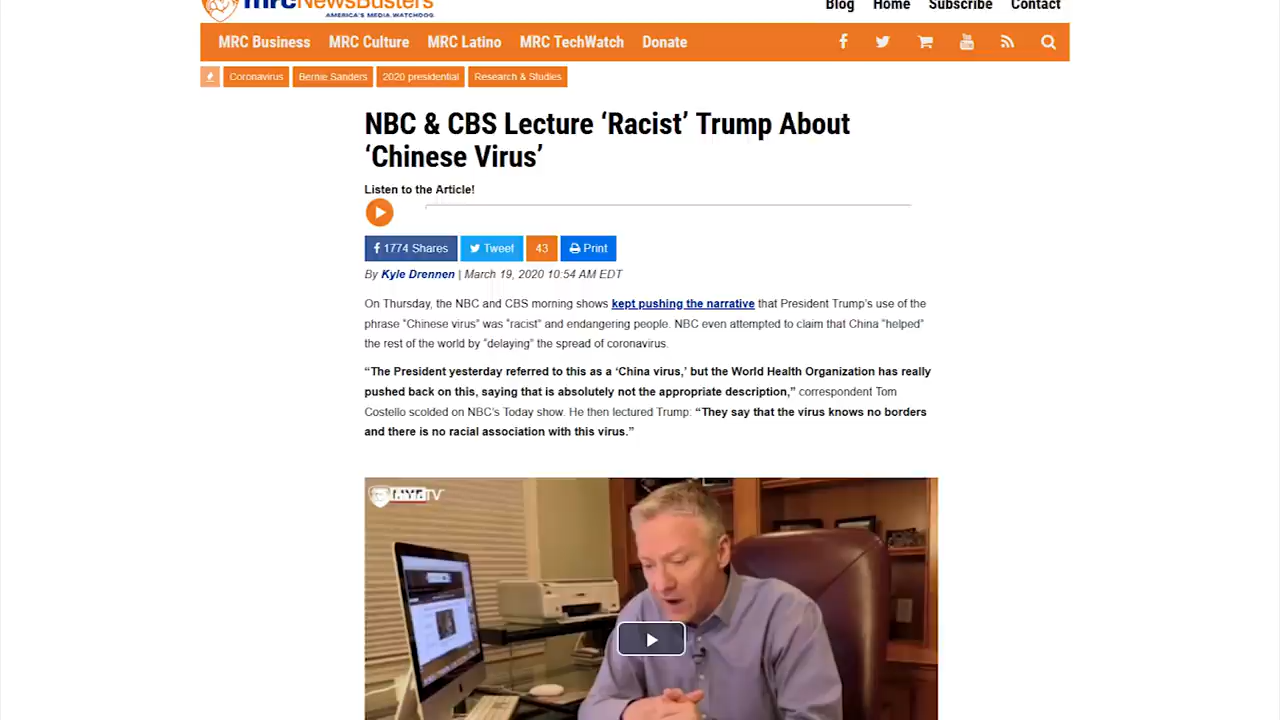 mrcNewsBusters
AMERICA'S MEDIA WATCHDOG
Blog Home Subscribe Contact
MRC Business MRC Culture MRC Latino MRC TechWatch Donate
Coronavirus Bernie Sanders 2020 presidential Research & Studies
NBC & CBS Lecture ‘Racist’ Trump About
‘Chinese Virus’
Listen to the Article!
1774 Shares Tweet 43 Print
By Kyle Drennen | March 19, 2020 10:54 AM EDT
On Thursday, the NBC and CBS morning shows kept pushing the narrative that President Trump’s use of the
phrase “Chinese virus” was “racist” and endangering people. NBC even attempted to claim that China “helped”
the rest of the world by “delaying” the spread of coronavirus.
“The President yesterday referred to this as a ‘China virus,’ but the World Health Organization has really
pushed back on this, saying that is absolutely not the appropriate description,” correspondent Tom
Costello scolded on NBC’s Today show. He then lectured Trump: “They say that the virus knows no borders
and there is no racial association with this virus.”